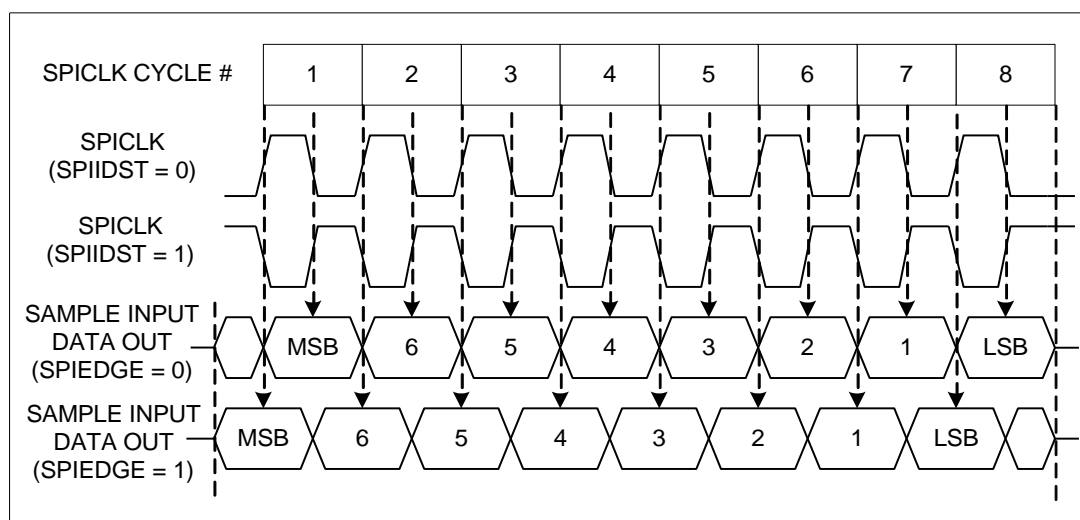 SPICLK CYCLE # 1 2 3 4 5 6 7 8
SPICLK
(SPIIDST = 0)
SPICLK
(SPIIDST = 1)
SAMPLE INPUT
DATA OUT
(SPIEDGE = 0)
MSB 6 5 4 3 2 1 LSB
SAMPLE INPUT
DATA OUT
(SPIEDGE = 1)
MSB 6 5 4 3 2 1 LSB